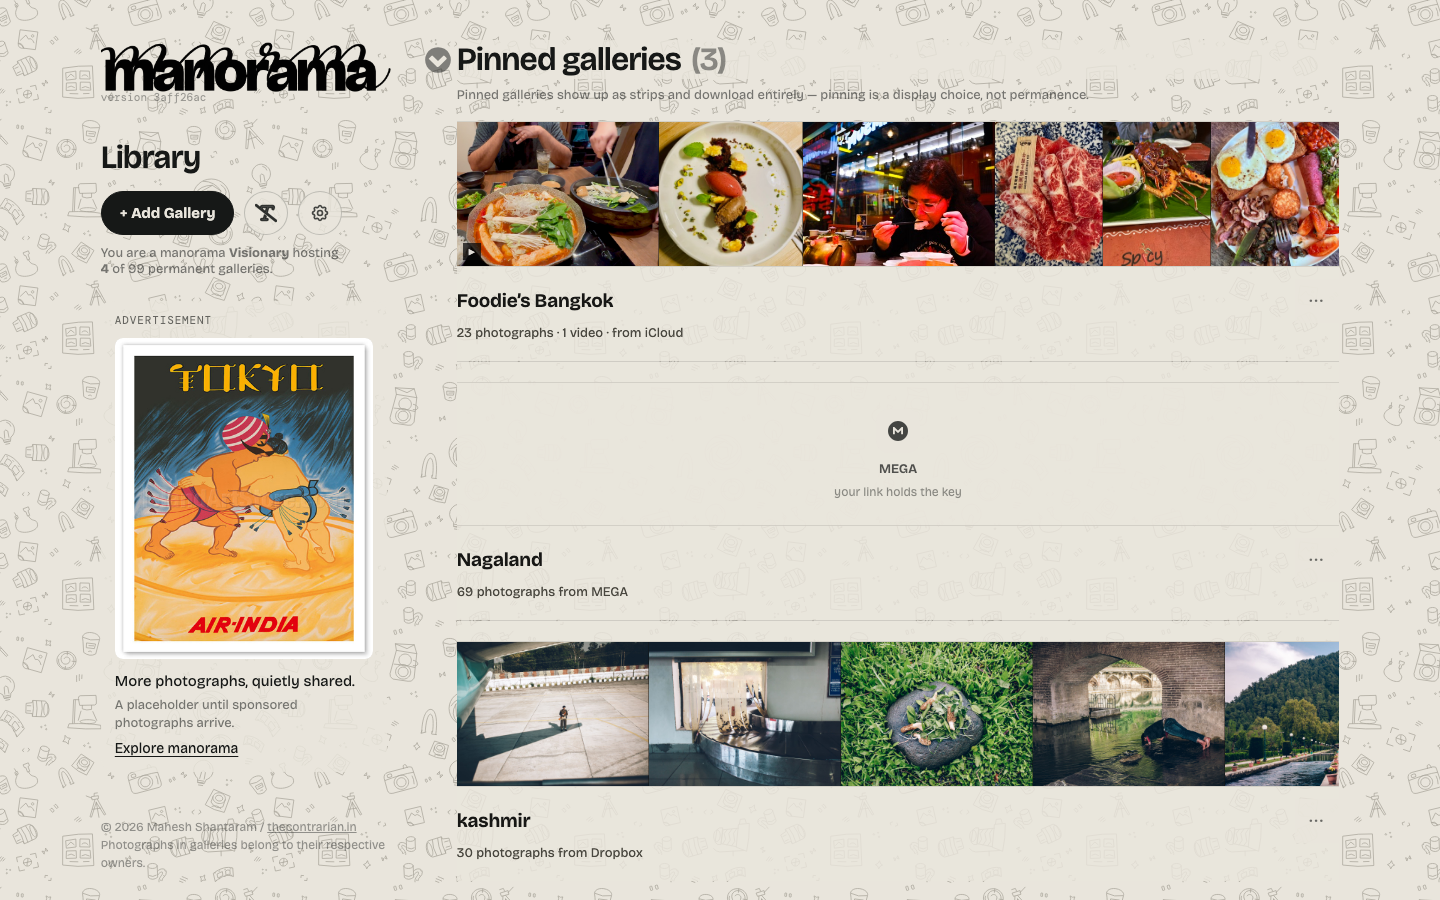 manorama
version 3aff26ac
Library
+ Add Gallery
You are a manorama Visionary hosting
4 of 99 permanent galleries.
ADVERTISEMENT
TOKYO
AIR-INDIA
More photographs, quietly shared.
A placeholder until sponsored
photographs arrive.
Explore manorama
© 2026 Mahesh Shantaram / thecontrarian.in
Photographs in galleries belong to their respective
owners.
Pinned galleries (3)
Pinned galleries show up as strips and download entirely — pinning is a display choice, not permanence.
Spicy
Foodie's Bangkok
23 photographs · 1 video · from iCloud
MEGA
your link holds the key
Nagaland
69 photographs from MEGA
kashmir
30 photographs from Dropbox